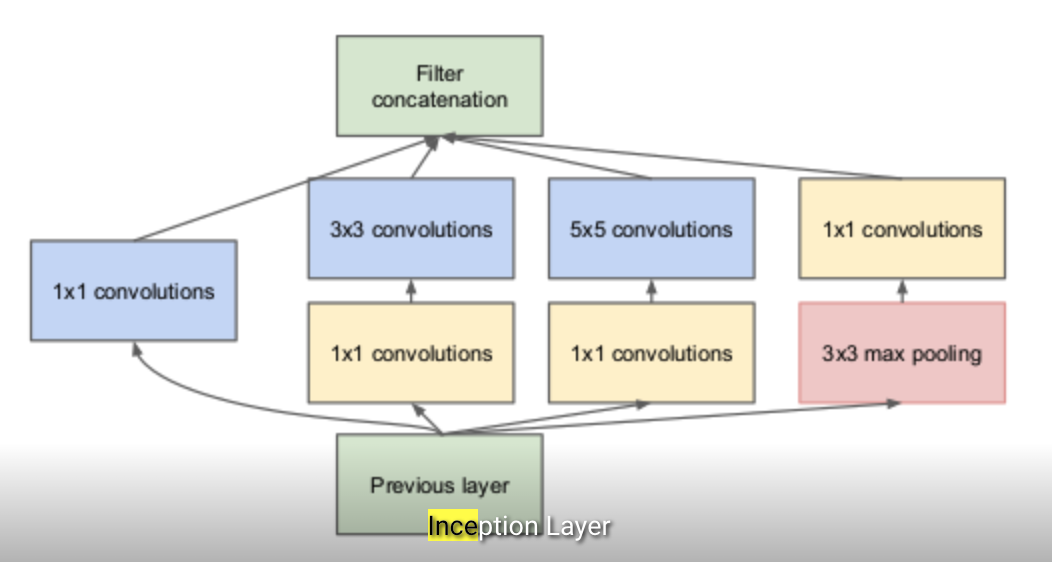 Filter
concatenation
3x3 convolutions
5x5 convolutions
1x1 convolutions
1x1 convolutions
1x1 convolutions
1x1 convolutions
3x3 max pooling
Previous layer
Inception Layer